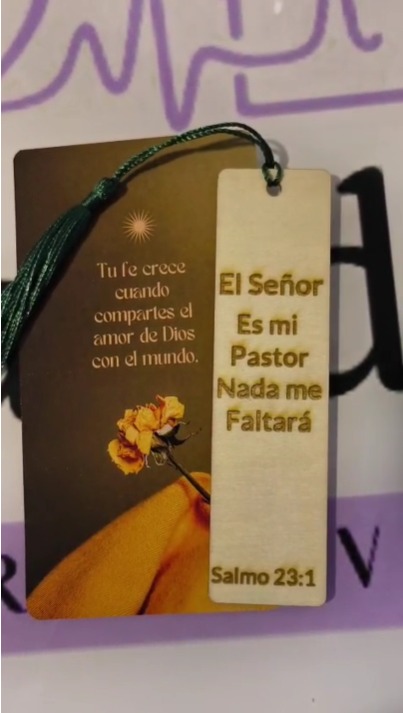 Tu fe crece
cuando
compartes el
amor de Dios
con el mundo.
El Señor
Es mi
Pastor
Nada me
Faltará
Salmo 23:1